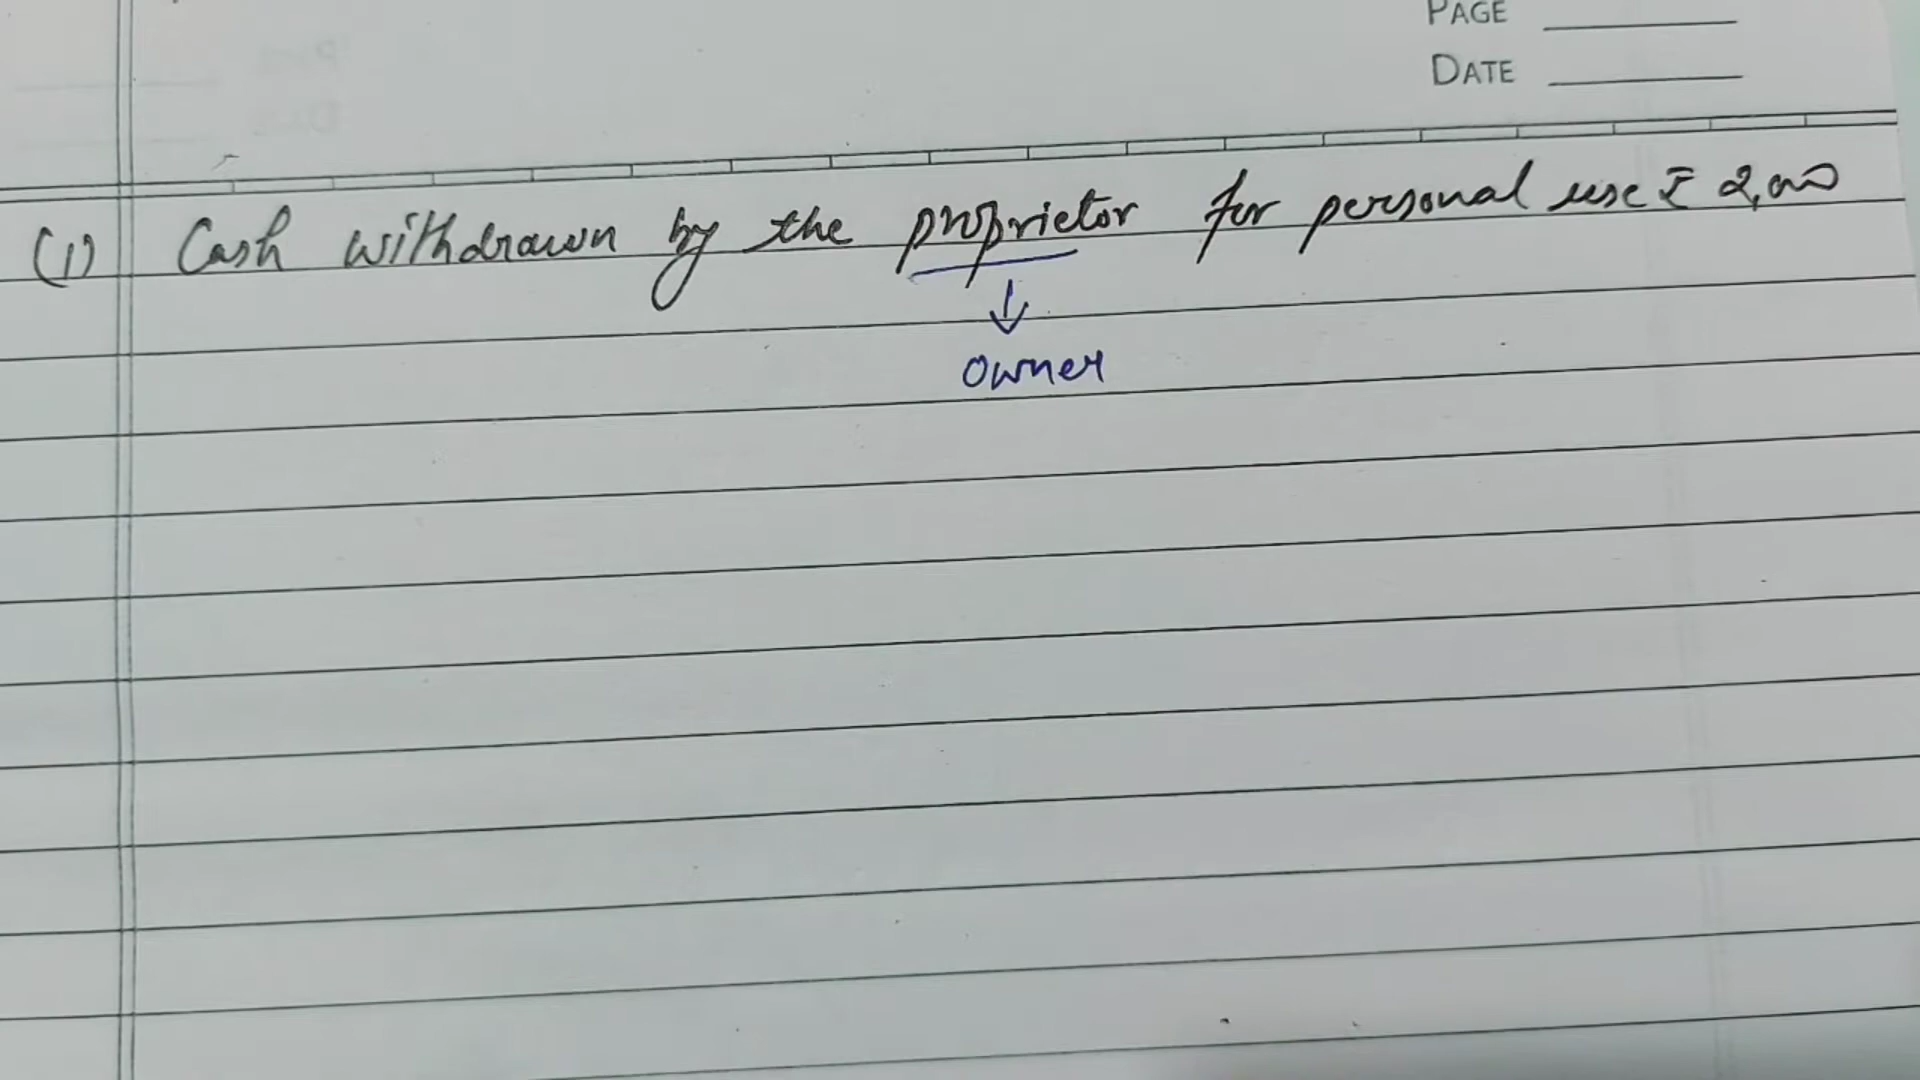 PAGE
DATE
(1) Cash withdrawn by the proprietor for personal use ₹ 2,000
↓
Owner